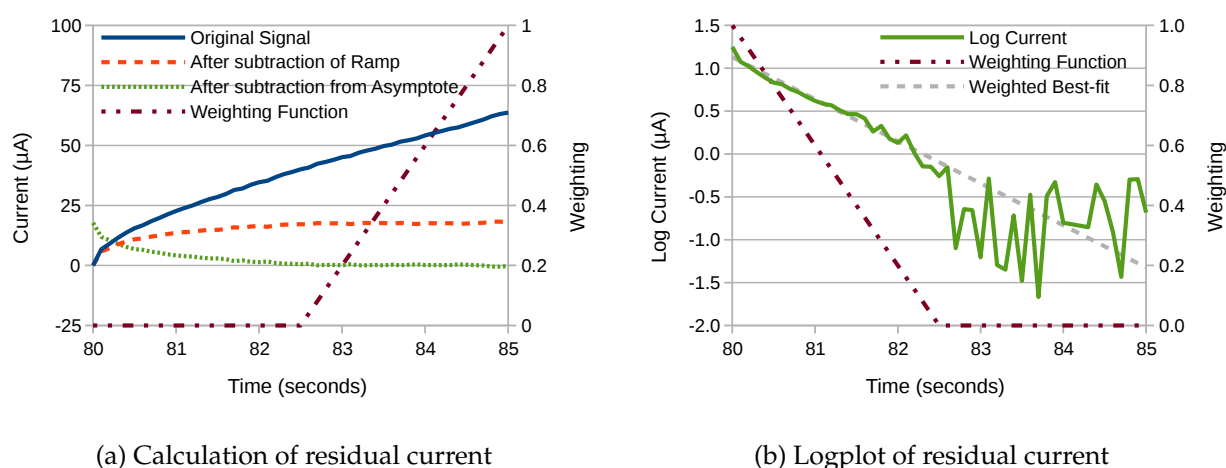 100
75
50
25
0
-25
Current (µA)
1
0.8
0.6
0.4
0.2
0
Weighting
Original Signal
After subtraction of Ramp
After subtraction from Asymptote
Weighting Function
80 81 82 83 84 85
Time (seconds)
(a) Calculation of residual current
1.5
1.0
0.5
0.0
-0.5
-1.0
-1.5
-2.0
Log Current (µA)
1.0
0.8
0.6
0.4
0.2
0.0
Weighting
Log Current
Weighting Function
Weighted Best-fit
80 81 82 83 84 85
Time (seconds)
(b) Logplot of residual current